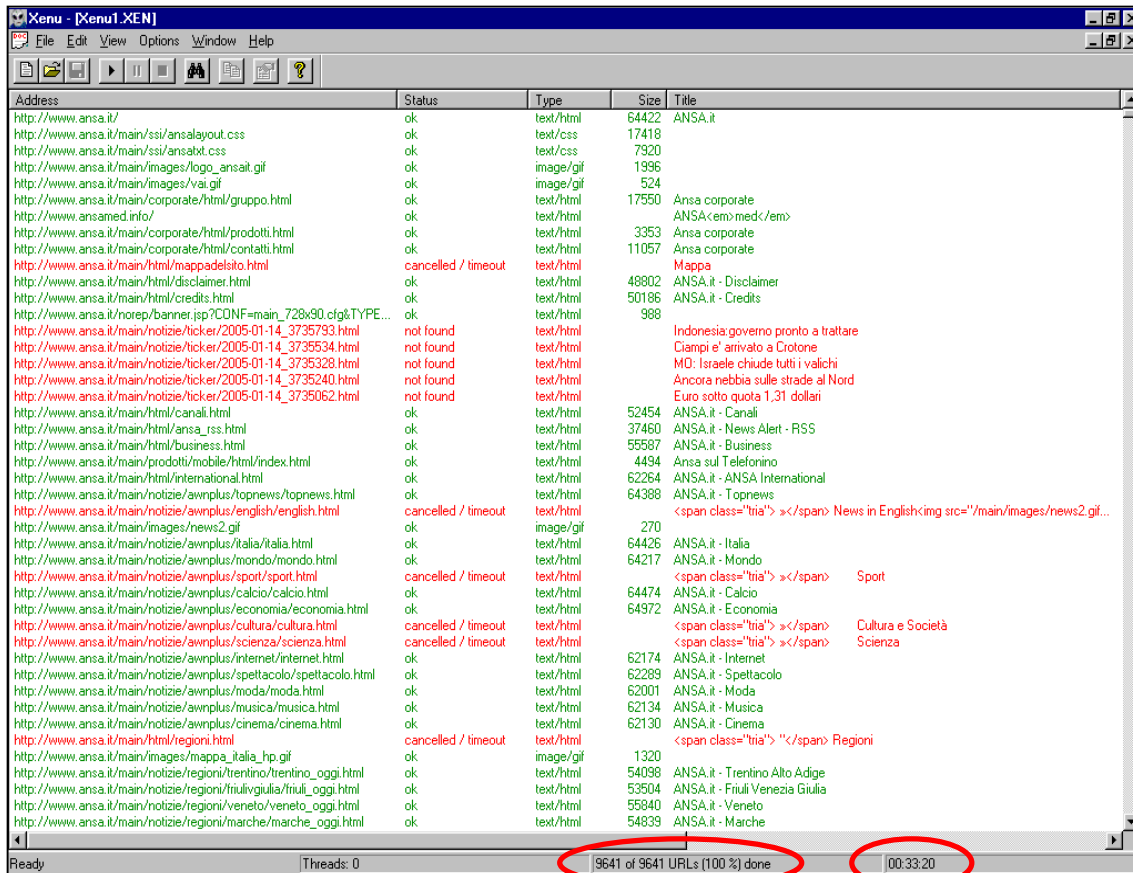 Xenu - [Xenu1.XEN]
File Edit View Options Window Help
Address Status Type Size Title
http://www.ansa.it/ ok text/html 64422 ANSA.it
http://www.ansa.it/main/ssi/ansalayout.css ok text/css 17418
http://www.ansa.it/main/ssi/ansatxt.css ok text/css 7920
http://www.ansa.it/main/images/logo_ansait.gif ok image/gif 1996
http://www.ansa.it/main/images/vai.gif ok image/gif 524
http://www.ansa.it/main/corporate/html/gruppo.html ok text/html 17550 Ansa corporate
http://www.ansamed.info/ ok text/html ANSA<em>med</em>
http://www.ansa.it/main/corporate/html/prodotti.html ok text/html 3353 Ansa corporate
http://www.ansa.it/main/corporate/html/contatti.html ok text/html 11057 Ansa corporate
http://www.ansa.it/main/html/mappadelsito.html cancelled / timeout text/html Mappa
http://www.ansa.it/main/html/disclaimer.html ok text/html 48802 ANSA.it - Disclaimer
http://www.ansa.it/main/html/credits.html ok text/html 50186 ANSA.it - Credits
http://www.ansa.it/norep/banner.jsp?CONF=main_728x90.cfg&TYPE... ok text/html 988
http://www.ansa.it/main/notizie/ticker/2005-01-14_3735793.html not found text/html Indonesia:governo pronto a trattare
http://www.ansa.it/main/notizie/ticker/2005-01-14_3735534.html not found text/html Ciampi e' arrivato a Crotone
http://www.ansa.it/main/notizie/ticker/2005-01-14_3735328.html not found text/html MO: Israele chiude tutti i valichi
http://www.ansa.it/main/notizie/ticker/2005-01-14_3735240.html not found text/html Ancora nebbia sulle strade al Nord
http://www.ansa.it/main/notizie/ticker/2005-01-14_3735062.html not found text/html Euro sotto quota 1,31 dollari
http://www.ansa.it/main/html/canali.html ok text/html 52454 ANSA.it - Canali
http://www.ansa.it/main/html/ansa_rss.html ok text/html 37460 ANSA.it - News Alert - RSS
http://www.ansa.it/main/html/business.html ok text/html 55587 ANSA.it - Business
http://www.ansa.it/main/prodotti/mobile/html/index.html ok text/html 4494 Ansa sul Telefonino
http://www.ansa.it/main/html/international.html ok text/html 62264 ANSA.it - ANSA International
http://www.ansa.it/main/notizie/awnplus/topnews/topnews.html ok text/html 64388 ANSA.it - Topnews
http://www.ansa.it/main/notizie/awnplus/english/english.html cancelled / timeout text/html <span class="tria"> »</span> News in English<img src="/main/images/news2.gif...
http://www.ansa.it/main/images/news2.gif ok image/gif 270
http://www.ansa.it/main/notizie/awnplus/italia/italia.html ok text/html 64426 ANSA.it - Italia
http://www.ansa.it/main/notizie/awnplus/mondo/mondo.html ok text/html 64217 ANSA.it - Mondo
http://www.ansa.it/main/notizie/awnplus/sport/sport.html cancelled / timeout text/html <span class="tria"> »</span> Sport
http://www.ansa.it/main/notizie/awnplus/calcio/calcio.html ok text/html 64474 ANSA.it - Calcio
http://www.ansa.it/main/notizie/awnplus/economia/economia.html ok text/html 64972 ANSA.it - Economia
http://www.ansa.it/main/notizie/awnplus/cultura/cultura.html cancelled / timeout text/html <span class="tria"> »</span> Cultura e Società
http://www.ansa.it/main/notizie/awnplus/scienza/scienza.html cancelled / timeout text/html <span class="tria"> »</span> Scienza
http://www.ansa.it/main/notizie/awnplus/internet/internet.html ok text/html 62174 ANSA.it - Internet
http://www.ansa.it/main/notizie/awnplus/spettacolo/spettacolo.html ok text/html 62289 ANSA.it - Spettacolo
http://www.ansa.it/main/notizie/awnplus/moda/moda.html ok text/html 62001 ANSA.it - Moda
http://www.ansa.it/main/notizie/awnplus/musica/musica.html ok text/html 62134 ANSA.it - Musica
http://www.ansa.it/main/notizie/awnplus/cinema/cinema.html ok text/html 62130 ANSA.it - Cinema
http://www.ansa.it/main/html/regioni.html cancelled / timeout text/html <span class="tria"> "</span> Regioni
http://www.ansa.it/main/images/mappa_italia_hp.gif ok image/gif 1320
http://www.ansa.it/main/notizie/regioni/trentino/trentino_oggi.html ok text/html 54098 ANSA.it - Trentino Alto Adige
http://www.ansa.it/main/notizie/regioni/friulivgiulia/friuli_oggi.html ok text/html 53504 ANSA.it - Friuli Venezia Giulia
http://www.ansa.it/main/notizie/regioni/veneto/veneto_oggi.html ok text/html 55840 ANSA.it - Veneto
http://www.ansa.it/main/notizie/regioni/marche/marche_oggi.html ok text/html 54839 ANSA.it - Marche
Ready Threads: 0 9641 of 9641 URLs (100 %) done 00:33:20